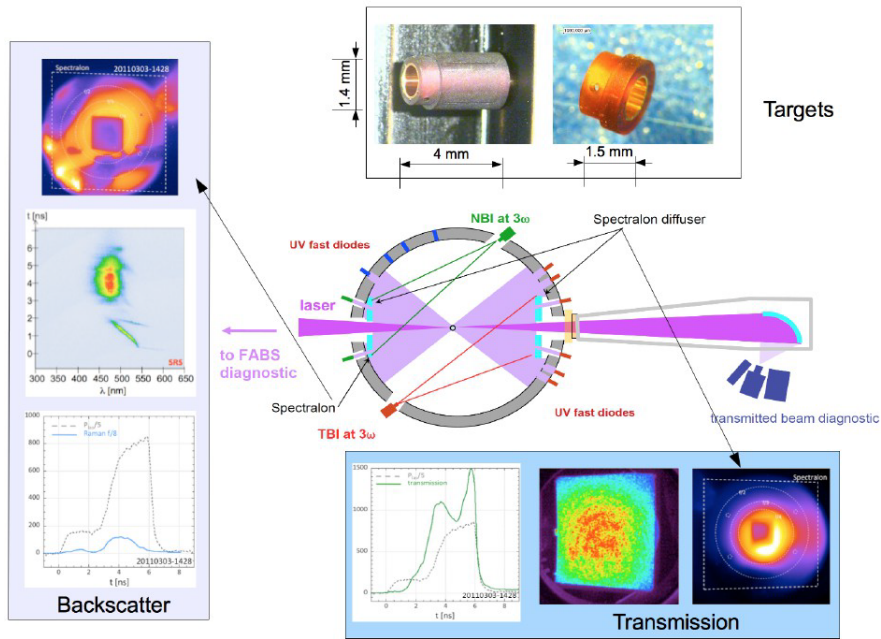 Spectralon 20110303-1428
t [ns]
7
6
5
4
3
2
1
0
300 350 400 450 500 550 600 650
λ [nm]
SRS
1000
800
600
400
200
0
Raman f/8
0 2 4 6 8
t [ns]
20110303-1428
Backscatter
1.4 mm
4 mm
1.5 mm
Targets
NBI at 3ω
Spectralon diffuser
UV fast diodes
laser
to FABS
diagnostic
Spectralon
TBI at 3ω
UV fast diodes
transmitted beam diagnostic
1500
1000
500
0
transmission
0 2 4 6 8
t [ns]
20110303-1428
Spectralon
Transmission